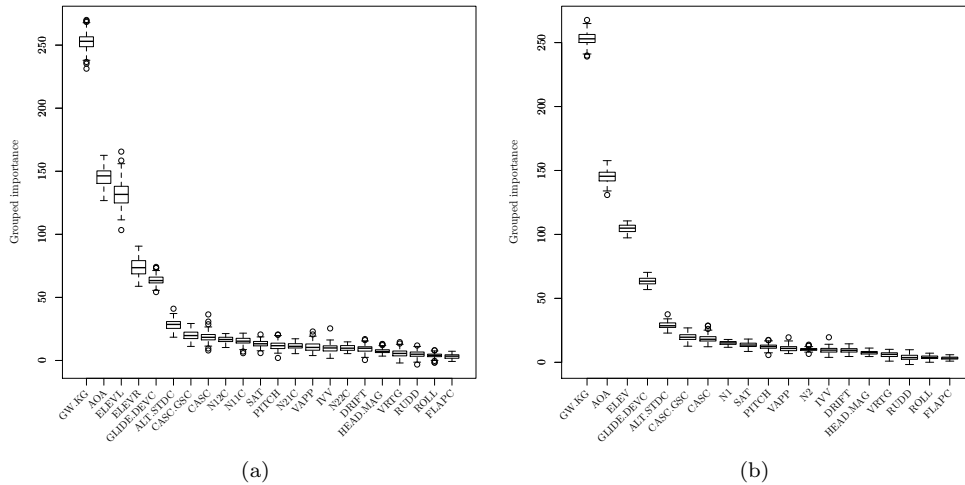 Grouped importance
250
200
150
100
50
0
GW.KG
AOA
ELEVL
ELEVR
GLIDE.DEVC
ALT.STDC
CASC.GSC
CASC
N12C
N11C
SAT
PITCH
N21C
VAPP
IVV
N22C
DRIFT
HEAD.MAG
VRTG
RUDD
ROLL
FLAPC
(a)
Grouped importance
250
200
150
100
50
0
GW.KG
AOA
ELEV
GLIDE.DEVC
ALT.STDC
CASC.GSC
CASC
N1
SAT
PITCH
VAPP
N2
IVV
DRIFT
HEAD.MAG
VRTG
RUDD
ROLL
FLAPC
(b)